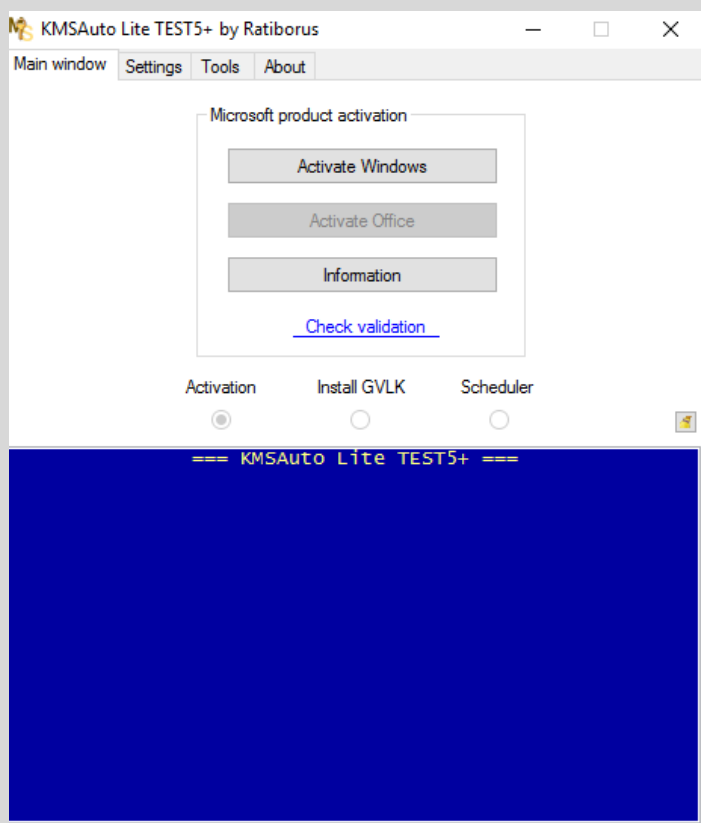 KMSAuto Lite TEST5+ by Ratiborus
Main window Settings Tools About
Microsoft product activation
Activate Windows
Activate Office
Information
Check validation
Activation Install GVLK Scheduler
=== KMSAuto Lite TEST5+ ===